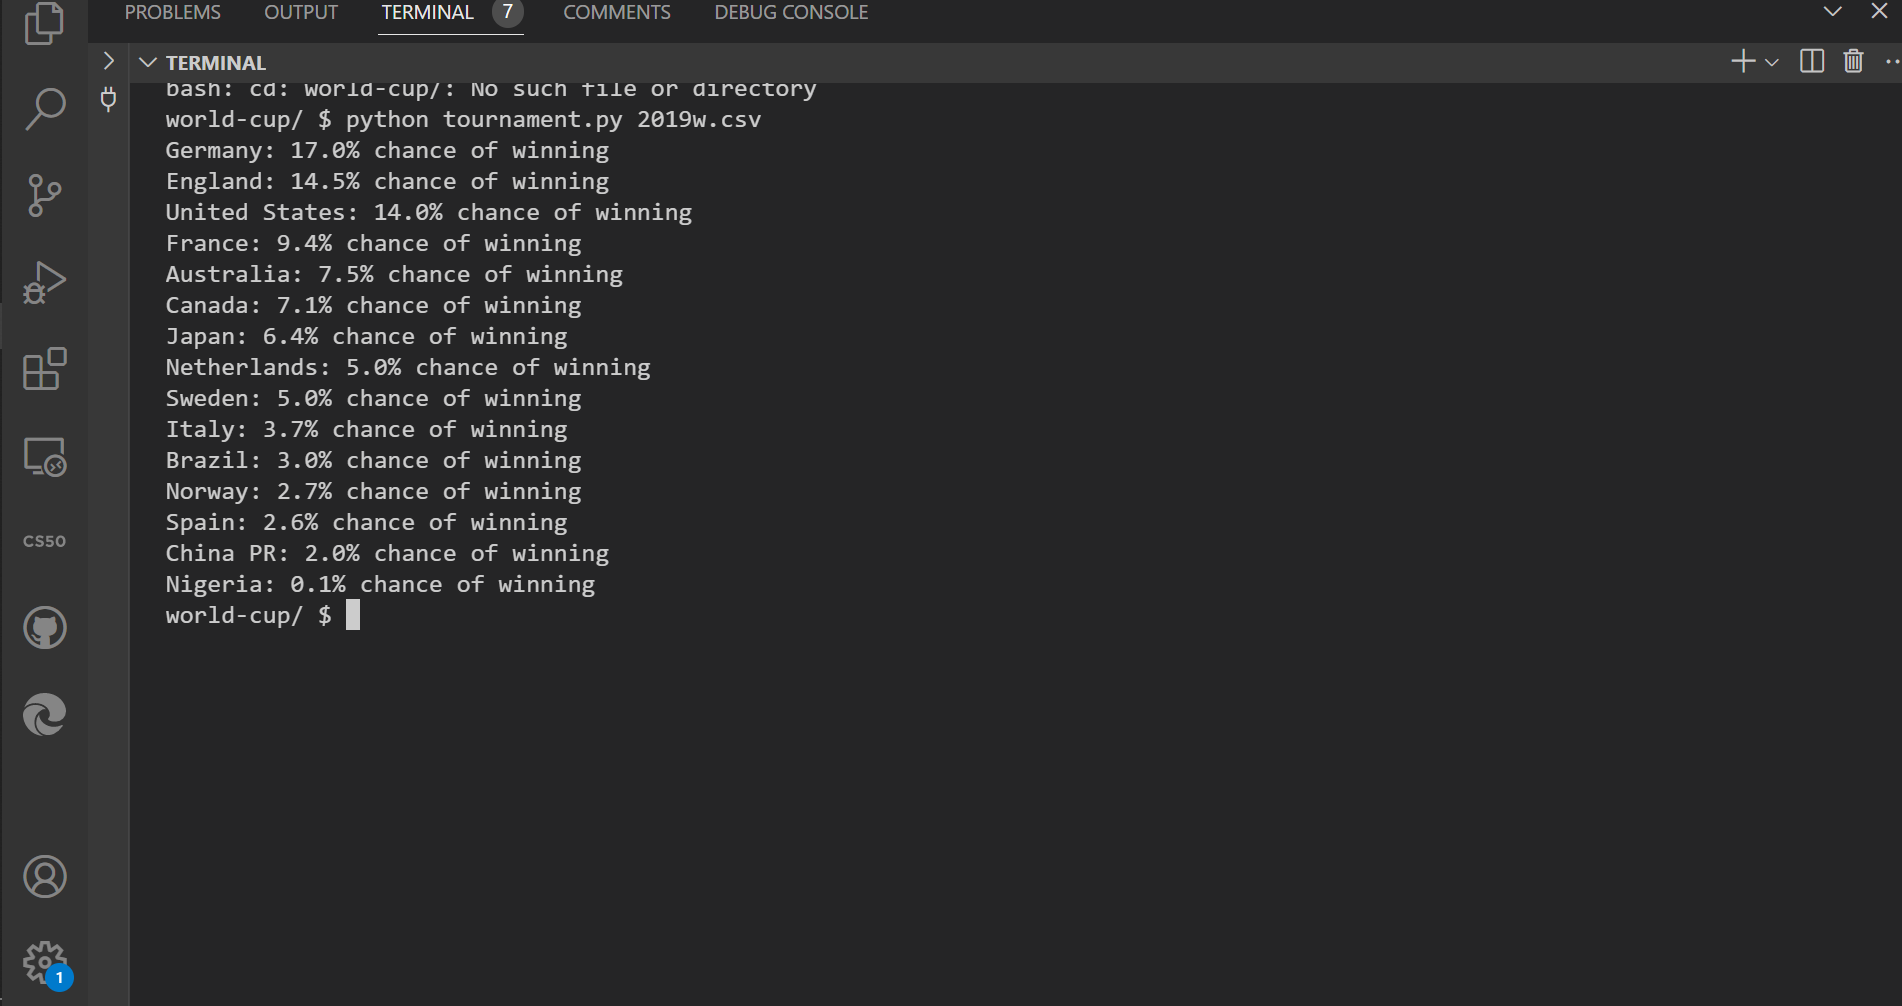 PROBLEMS OUTPUT TERMINAL 7 COMMENTS DEBUG CONSOLE
TERMINAL
bash: cd: world-cup/: No such file or directory
world-cup/ $ python tournament.py 2019w.csv
Germany: 17.0% chance of winning
England: 14.5% chance of winning
United States: 14.0% chance of winning
France: 9.4% chance of winning
Australia: 7.5% chance of winning
Canada: 7.1% chance of winning
Japan: 6.4% chance of winning
Netherlands: 5.0% chance of winning
Sweden: 5.0% chance of winning
Italy: 3.7% chance of winning
Brazil: 3.0% chance of winning
Norway: 2.7% chance of winning
Spain: 2.6% chance of winning
China PR: 2.0% chance of winning
Nigeria: 0.1% chance of winning
world-cup/ $
CS50
1